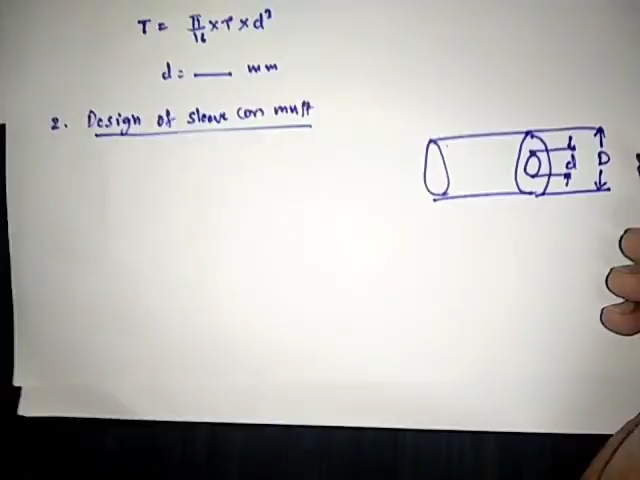 T = π/16 × τ × d³
d = ___ mm
2. Design of sleeve (or) muff
d
D